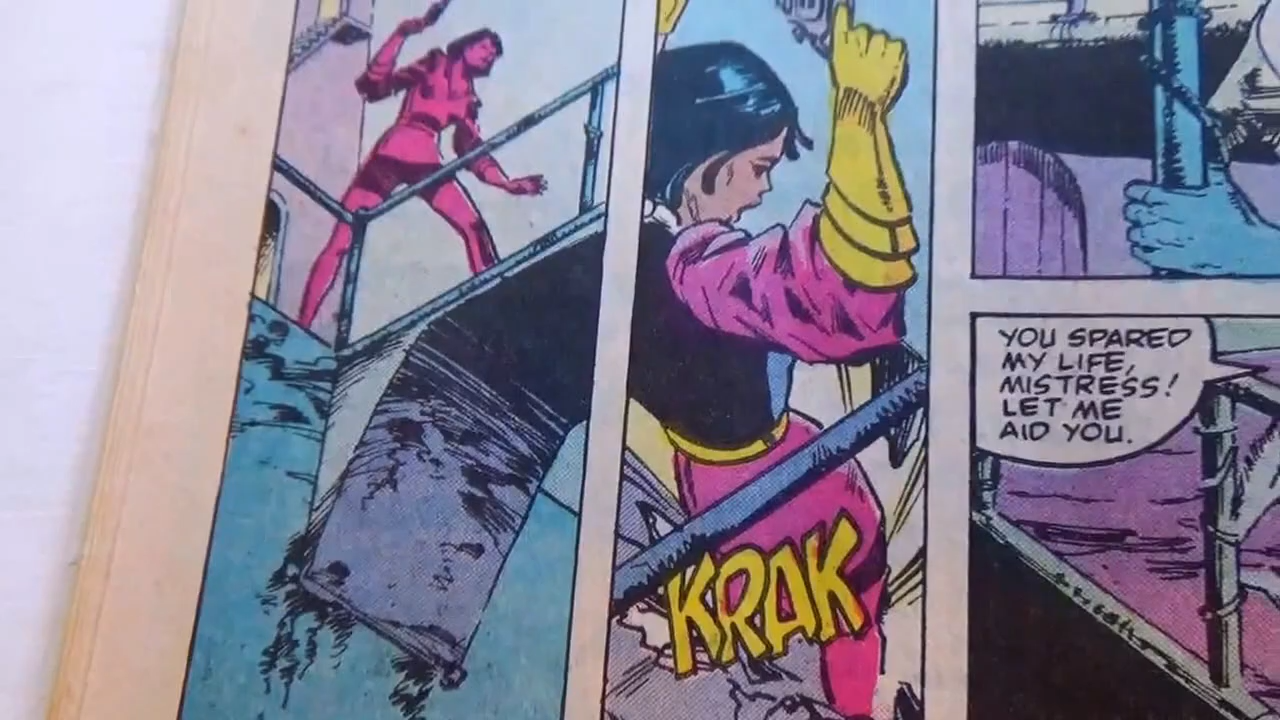 KRAK
YOU SPARED
MY LIFE,
MISTRESS!
LET ME
AID YOU.